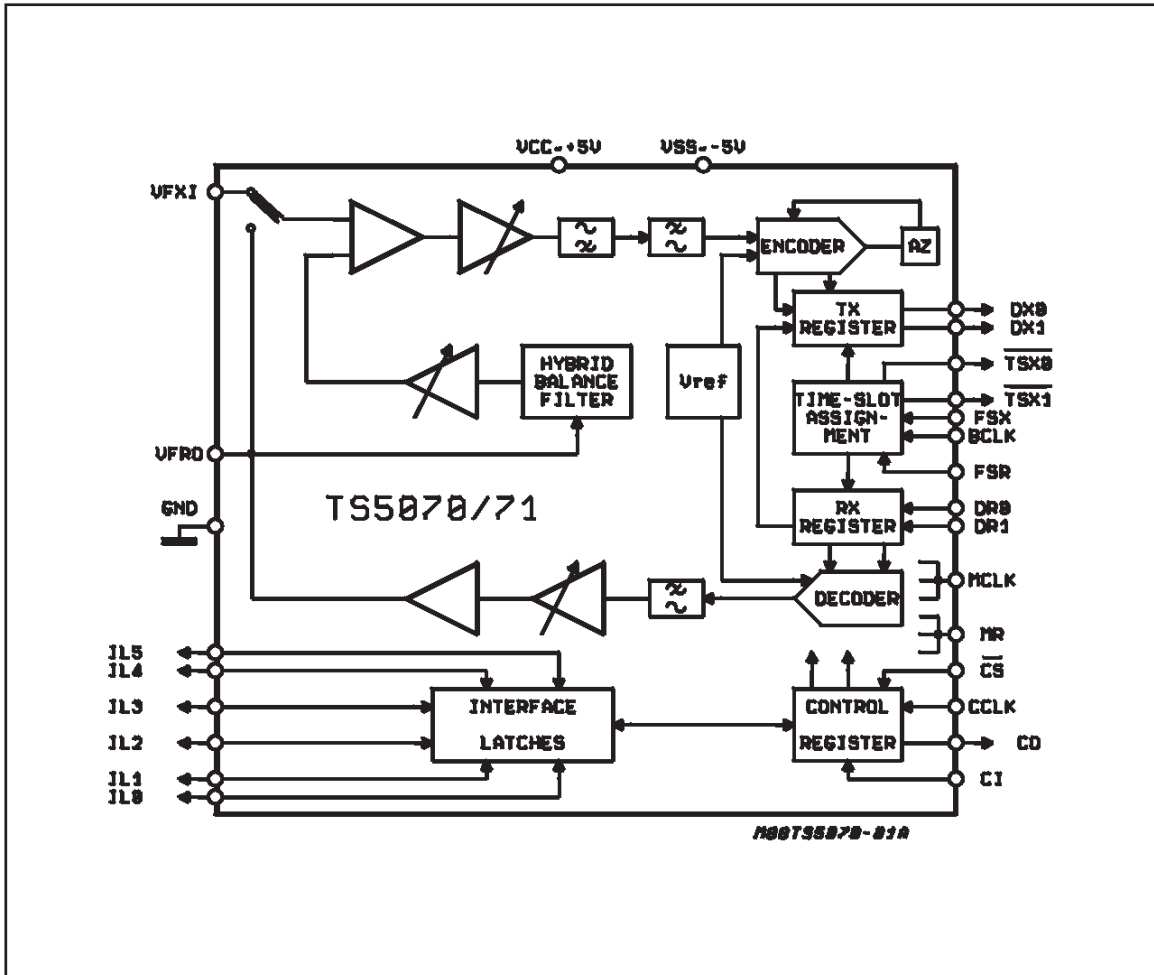 VCC=+5V VSS=-5V
VFXI
ENCODER
AZ
TX
REGISTER
DX0
DX1
TSX0
HYBRID
BALANCE
FILTER
Vref
TIME-SLOT
ASSIGN-
MENT
TSX1
FSX
BCLK
FSR
VFRO
GND
TS5070/71
RX
REGISTER
DR0
DR1
DECODER
MCLK
MR
IL5
IL4
IL3
IL2
IL1
IL0
INTERFACE
LATCHES
CONTROL
REGISTER
CS
CCLK
CO
CI
M88TS5070-01A